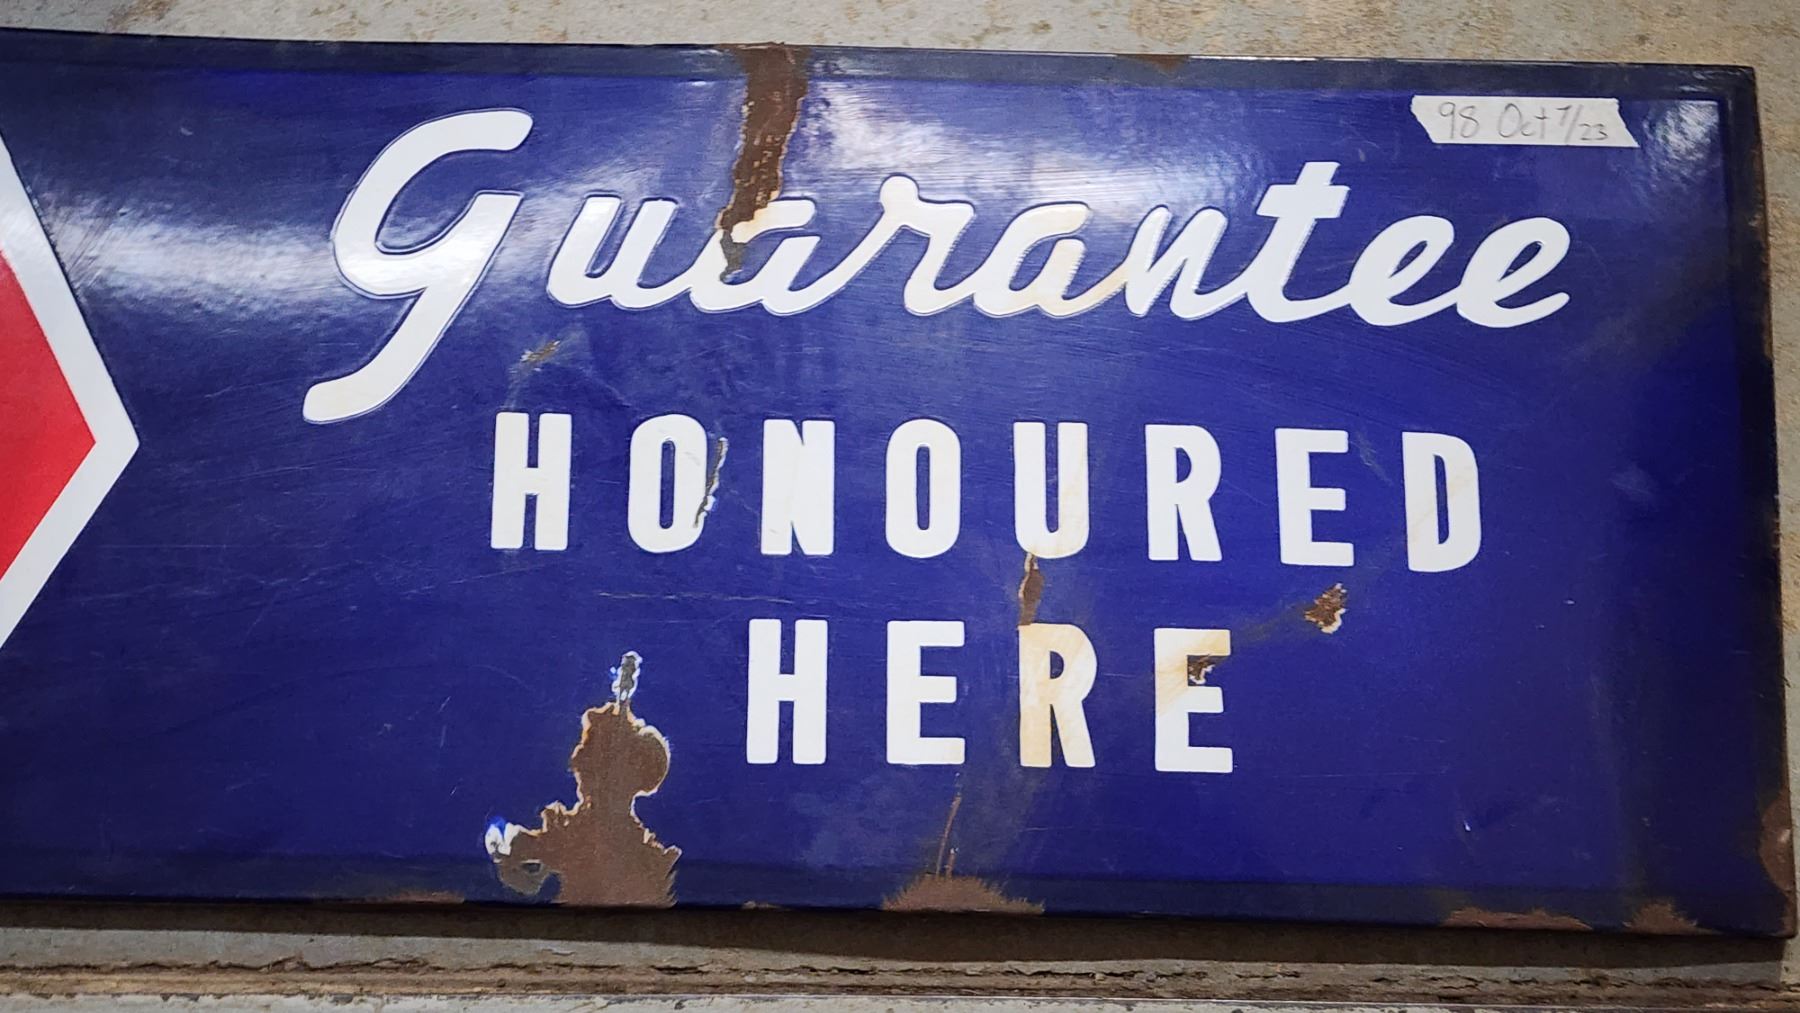 98 Oct 7/23
Guarantee
HONOURED
HERE